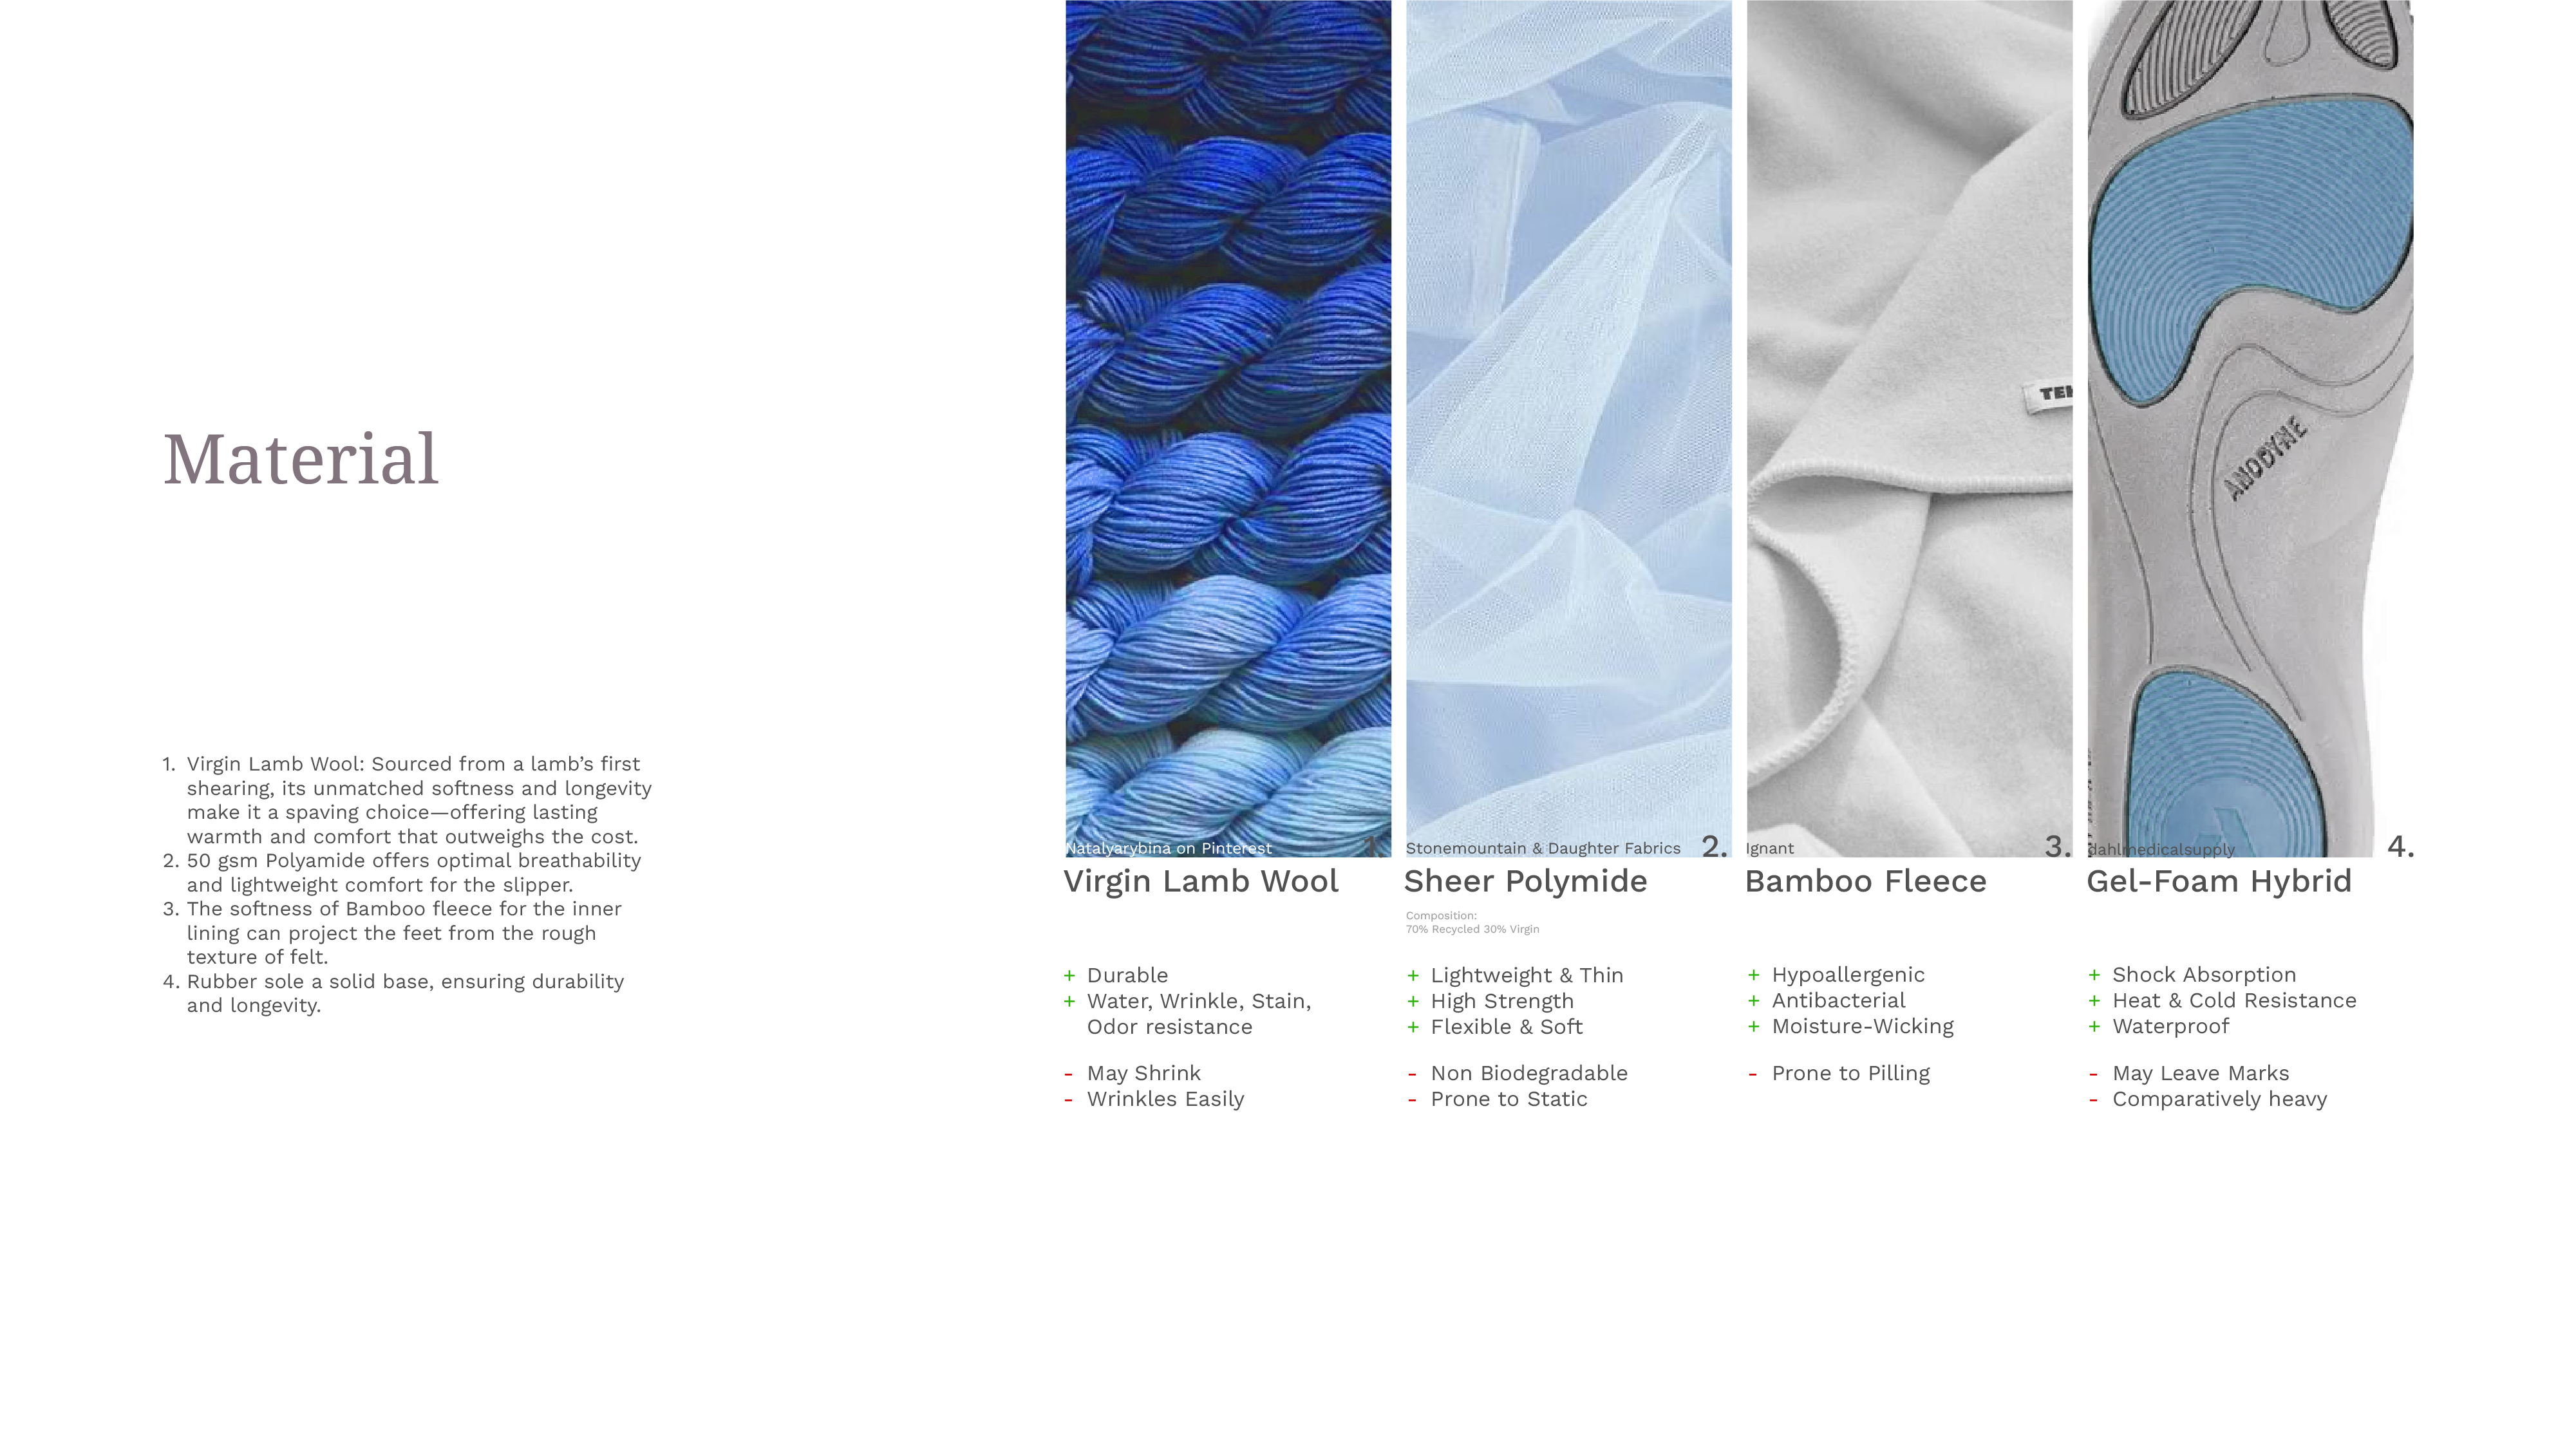 Material
1. Virgin Lamb Wool: Sourced from a lamb’s first
shearing, its unmatched softness and longevity
make it a spaving choice—offering lasting
warmth and comfort that outweighs the cost.
2. 50 gsm Polyamide offers optimal breathability
and lightweight comfort for the slipper.
3. The softness of Bamboo fleece for the inner
lining can project the feet from the rough
texture of felt.
4. Rubber sole a solid base, ensuring durability
and longevity.
Natalyarybina on Pinterest 1.
Virgin Lamb Wool
+ Durable
+ Water, Wrinkle, Stain,
Odor resistance
- May Shrink
- Wrinkles Easily
Stonemountain & Daughter Fabrics 2.
Sheer Polymide
Composition:
70% Recycled 30% Virgin
+ Lightweight & Thin
+ High Strength
+ Flexible & Soft
- Non Biodegradable
- Prone to Static
TEK
Ignant 3.
Bamboo Fleece
+ Hypoallergenic
+ Antibacterial
+ Moisture-Wicking
- Prone to Pilling
ANODYNE
dahlmedicalsupply 4.
Gel-Foam Hybrid
+ Shock Absorption
+ Heat & Cold Resistance
+ Waterproof
- May Leave Marks
- Comparatively heavy